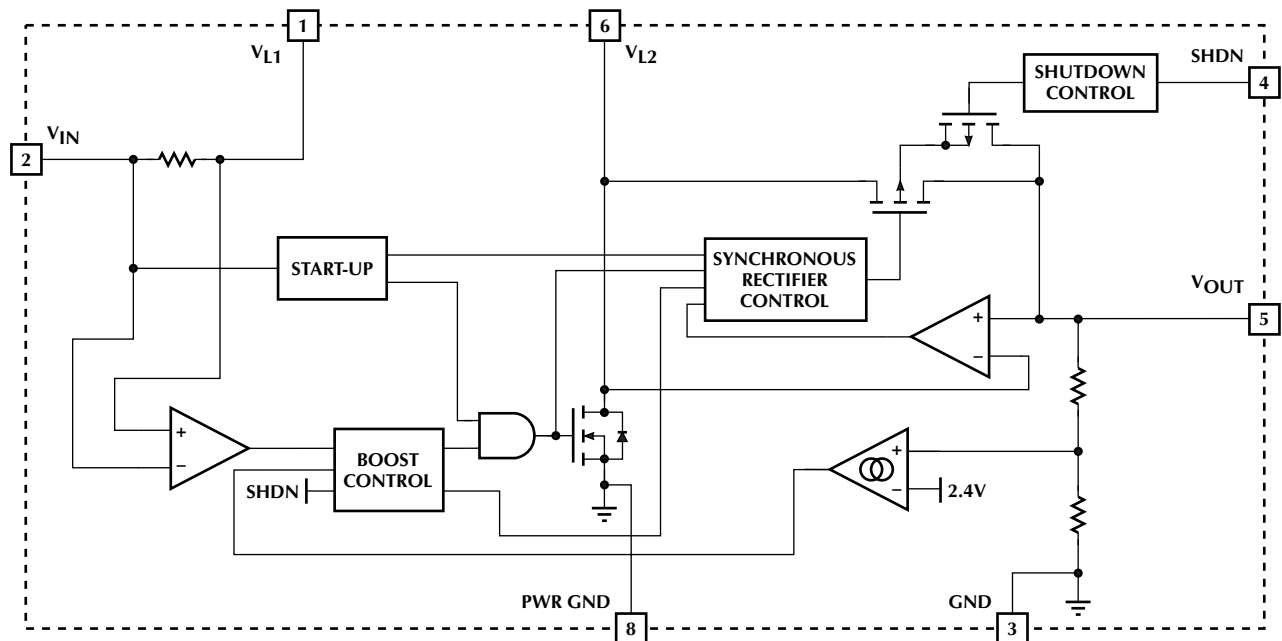 1
VL1
6
VL2
SHDN
4
SHUTDOWN
CONTROL
VIN
2
START-UP
SYNCHRONOUS
RECTIFIER
CONTROL
VOUT
5
+
−
+
−
BOOST
CONTROL
SHDN
+
−
2.4V
PWR GND
8
GND
3